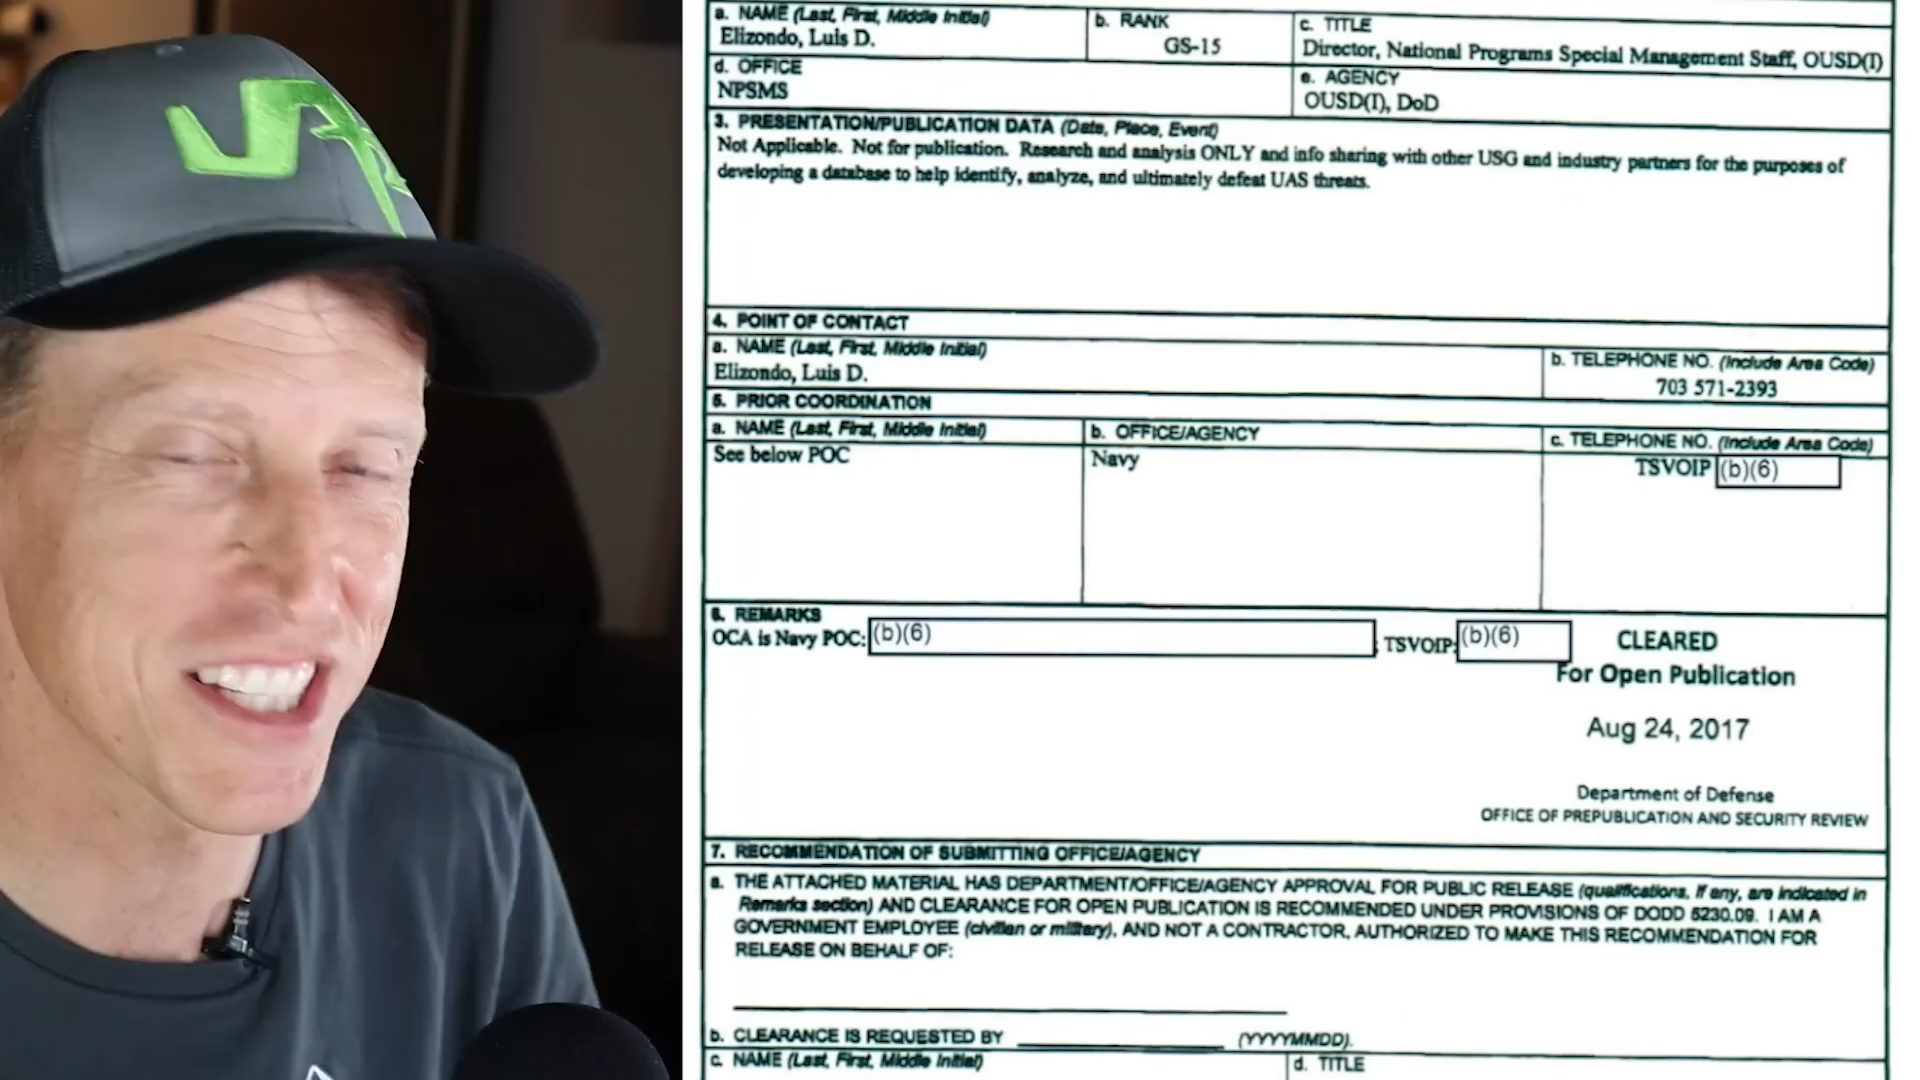 a. NAME (Last, First, Middle Initial)
Elizondo, Luis D.
b. RANK
GS-15
c. TITLE
Director, National Programs Special Management Staff, OUSD(I)
d. OFFICE
NPSMS
e. AGENCY
OUSD(I), DoD
3. PRESENTATION/PUBLICATION DATA (Date, Place, Event)
Not Applicable. Not for publication. Research and analysis ONLY and info sharing with other USG and industry partners for the purposes of
developing a database to help identify, analyze, and ultimately defeat UAS threats.
4. POINT OF CONTACT
a. NAME (Last, First, Middle Initial)
Elizondo, Luis D.
b. TELEPHONE NO. (Include Area Code)
703 571-2393
5. PRIOR COORDINATION
a. NAME (Last, First, Middle Initial)
See below POC
b. OFFICE/AGENCY
Navy
c. TELEPHONE NO. (Include Area Code)
TSVOIP (b)(6)
6. REMARKS
OCA is Navy POC: (b)(6) ; TSVOIP: (b)(6)
CLEARED
For Open Publication
Aug 24, 2017
Department of Defense
OFFICE OF PREPUBLICATION AND SECURITY REVIEW
7. RECOMMENDATION OF SUBMITTING OFFICE/AGENCY
a. THE ATTACHED MATERIAL HAS DEPARTMENT/OFFICE/AGENCY APPROVAL FOR PUBLIC RELEASE (qualifications, if any, are indicated in
Remarks section) AND CLEARANCE FOR OPEN PUBLICATION IS RECOMMENDED UNDER PROVISIONS OF DODD 5230.09. I AM A
GOVERNMENT EMPLOYEE (civilian or military), AND NOT A CONTRACTOR, AUTHORIZED TO MAKE THIS RECOMMENDATION FOR
RELEASE ON BEHALF OF:
b. CLEARANCE IS REQUESTED BY (YYYYMMDD).
c. NAME (Last, First, Middle Initial)
d. TITLE